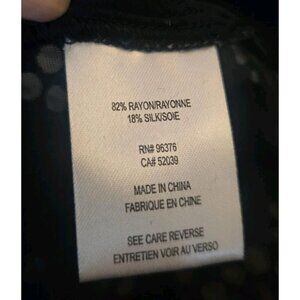 82% RAYON/RAYONNE
18% SILK/SOIE
RN# 96376
CA# 52039
MADE IN CHINA
FABRIQUE EN CHINE
SEE CARE REVERSE
ENTRETIEN VOIR AU VERSO